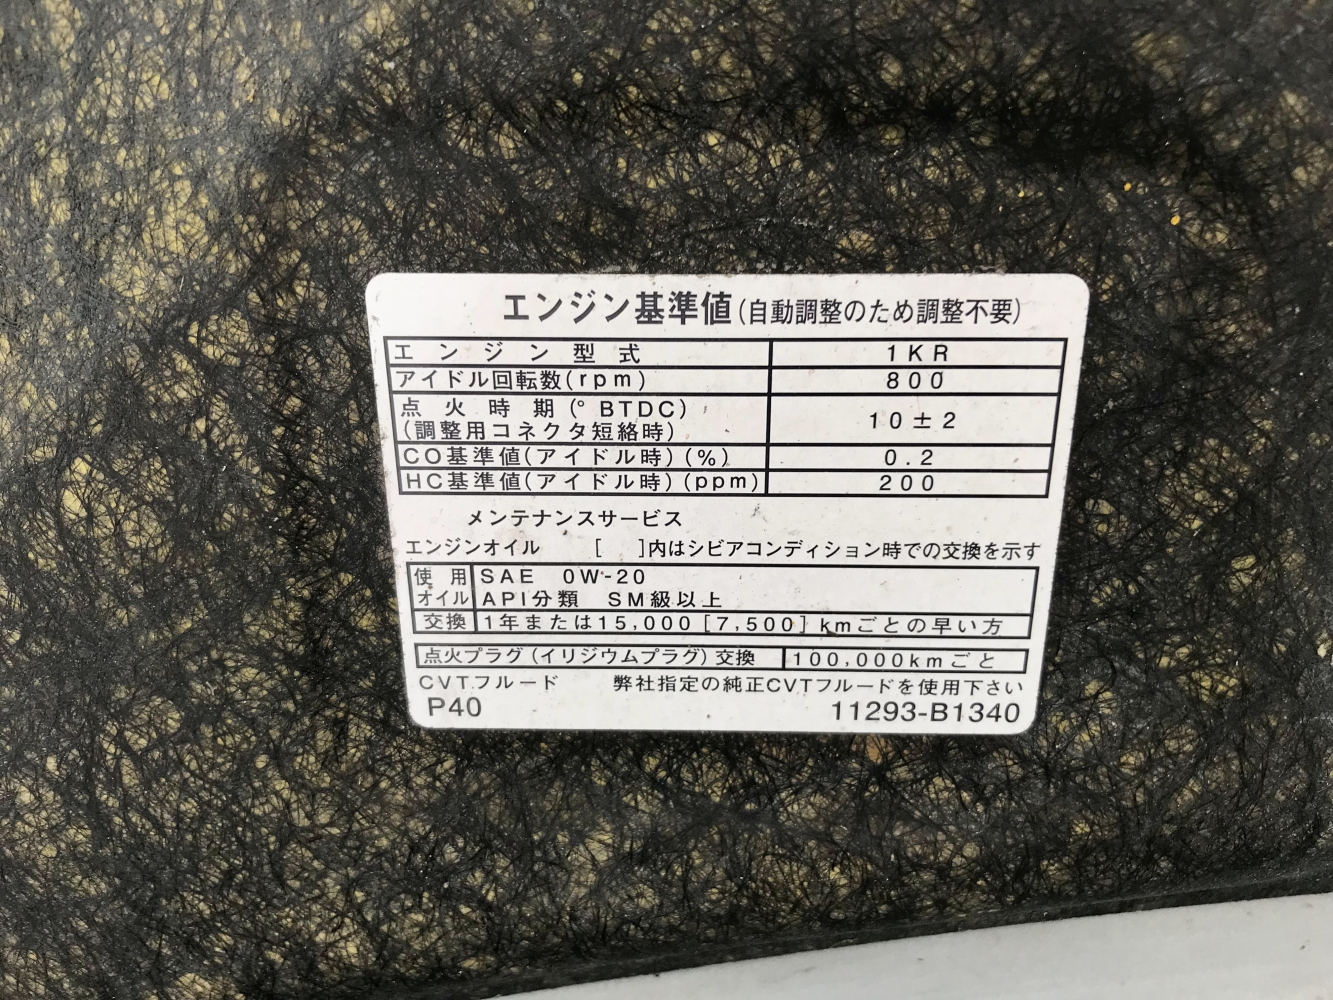 エンジン基準値(自動調整のため調整不要)
エンジン型式 1KR
アイドル回転数(rpm) 800
点火時期(°BTDC)
(調整用コネクタ短絡時) 10±2
CO基準値(アイドル時)(%) 0.2
HC基準値(アイドル時)(ppm) 200
メンテナンスサービス
エンジンオイル [ ]内はシビアコンディション時での交換を示す
使用 SAE 0W-20
オイル API分類 SM級以上
交換 1年または15,000[7,500]kmごとの早い方
点火プラグ(イリジウムプラグ)交換 100,000kmごと
CVTフルード 弊社指定の純正CVTフルードを使用下さい
P40 11293-B1340